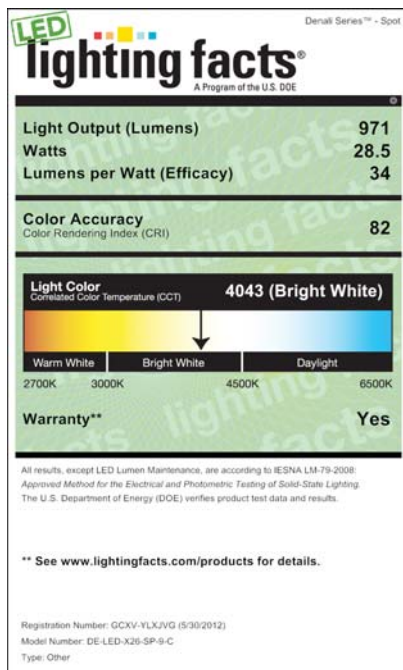 Denali Series™ - Spot
LED
lighting facts®
A Program of the U.S. DOE
Light Output (Lumens) 971
Watts 28.5
Lumens per Watt (Efficacy) 34
Color Accuracy
Color Rendering Index (CRI) 82
Light Color
Correlated Color Temperature (CCT) 4043 (Bright White)
Warm White Bright White Daylight
2700K 3000K 4500K 6500K
Warranty** Yes
All results, except LED Lumen Maintenance, are according to IESNA LM-79-2008:
Approved Method for the Electrical and Photometric Testing of Solid-State Lighting.
The U.S. Department of Energy (DOE) verifies product test data and results.
** See www.lightingfacts.com/products for details.
Registration Number: GCXV-YLXJVG (5/30/2012)
Model Number: DE-LED-X26-SP-9-C
Type: Other